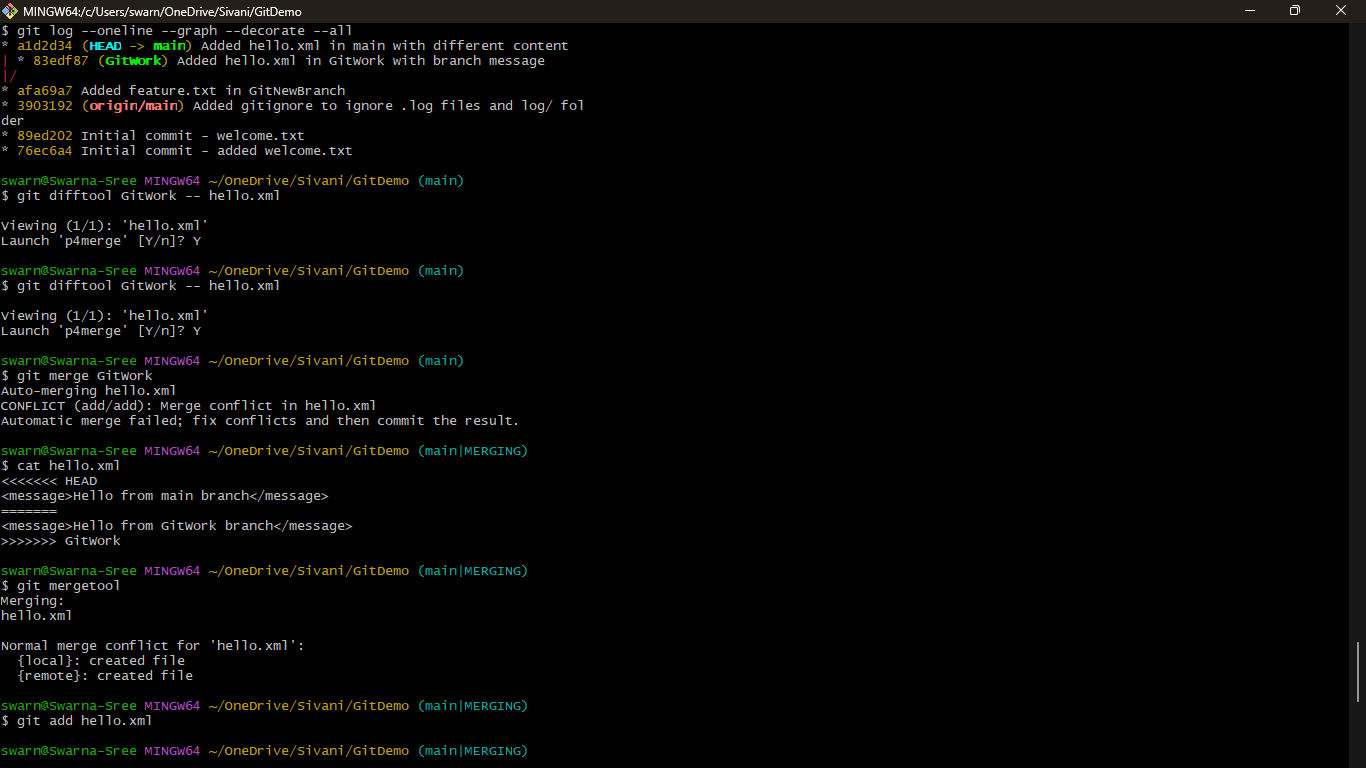 MINGW64:/c/Users/swarn/OneDrive/Sivani/GitDemo
$ git log --oneline --graph --decorate --all
* a1d2d34 (HEAD -> main) Added hello.xml in main with different content
| * 83edf87 (GitWork) Added hello.xml in GitWork with branch message
|/
* afa69a7 Added feature.txt in GitNewBranch
* 3903192 (origin/main) Added gitignore to ignore .log files and log/ fol
der
* 89ed202 Initial commit - welcome.txt
* 76ec6a4 Initial commit - added welcome.txt
swarn@Swarna-Sree MINGW64 ~/OneDrive/Sivani/GitDemo (main)
$ git difftool GitWork -- hello.xml
Viewing (1/1): 'hello.xml'
Launch 'p4merge' [Y/n]? Y
swarn@Swarna-Sree MINGW64 ~/OneDrive/Sivani/GitDemo (main)
$ git difftool GitWork -- hello.xml
Viewing (1/1): 'hello.xml'
Launch 'p4merge' [Y/n]? Y
swarn@Swarna-Sree MINGW64 ~/OneDrive/Sivani/GitDemo (main)
$ git merge GitWork
Auto-merging hello.xml
CONFLICT (add/add): Merge conflict in hello.xml
Automatic merge failed; fix conflicts and then commit the result.
swarn@Swarna-Sree MINGW64 ~/OneDrive/Sivani/GitDemo (main|MERGING)
$ cat hello.xml
<<<<<<< HEAD
<message>Hello from main branch</message>
=======
<message>Hello from GitWork branch</message>
>>>>>>> GitWork
swarn@Swarna-Sree MINGW64 ~/OneDrive/Sivani/GitDemo (main|MERGING)
$ git mergetool
Merging:
hello.xml
Normal merge conflict for 'hello.xml':
  {local}: created file
  {remote}: created file
swarn@Swarna-Sree MINGW64 ~/OneDrive/Sivani/GitDemo (main|MERGING)
$ git add hello.xml
swarn@Swarna-Sree MINGW64 ~/OneDrive/Sivani/GitDemo (main|MERGING)